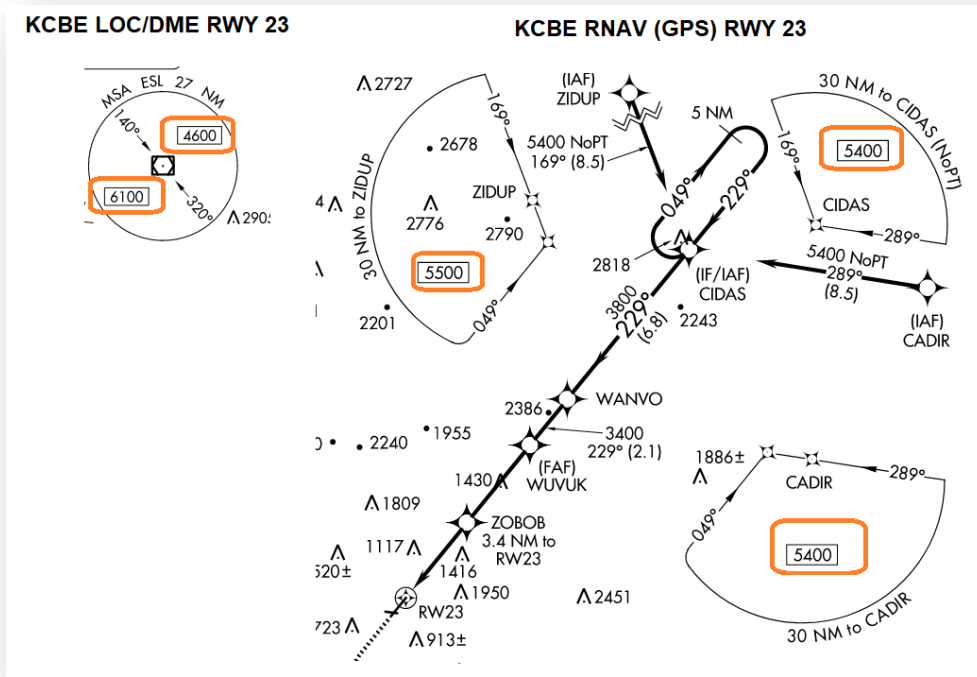 KCBE LOC/DME RWY 23
KCBE RNAV (GPS) RWY 23
MSA ESL 27 NM
140°
4600
6100
320°
2727
2678
2776
2790
169°
ZIDUP
30 NM to ZIDUP
5500
049°
2201
(IAF)
ZIDUP
5400 NoPT
169° (8.5)
5 NM
049°
229°
2818
(IF/IAF)
CIDAS
30 NM to CIDAS (NoPT)
5400
169°
CIDAS
289°
5400 NoPT
289°
(8.5)
(IAF)
CADIR
3800
229°
(6.8)
2243
WANVO
2386
3400
229° (2.1)
2240
1955
(FAF)
WUVUK
1430
1809
ZOBOB
3.4 NM to
RW23
1117
520±
1416
1950
2451
RW23
723
913±
1886±
CADIR
289°
049°
5400
30 NM to CADIR